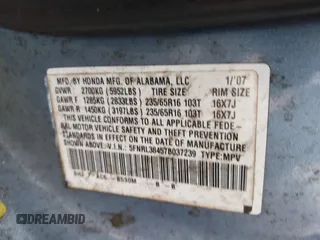 MFD. BY HONDA MFG. OF ALABAMA, LLC 1/'07
GVWR 2700KG (5952LBS) TIRE SIZE RIM SIZE
GAWR F 1285KG (2833LBS) 235/65R16 103T 16X7J
GAWR R 1450KG (3197LBS) 235/65R16 103T 16X7J
THIS VEHICLE CONFORMS TO ALL APPLICABLE FEDE-
RAL MOTOR VEHICLE SAFETY AND THEFT PREVENTION
STANDARDS IN EFFECT ON THE DATE OF MANUFACTURE
SHOWN ABOVE. V.I.N.: 5FNRL38457B037239 TYPE: MPV
DREAMBID